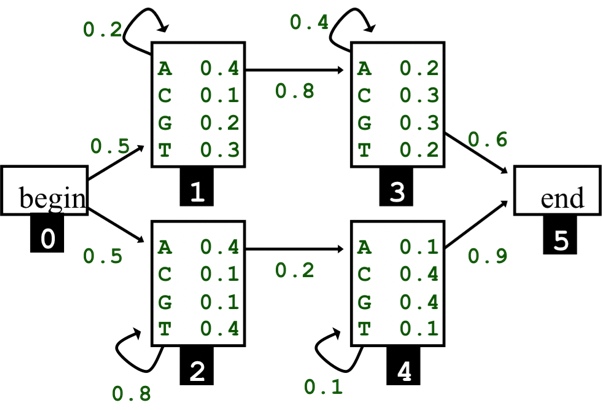 0.2
0.4
A 0.4
C 0.1
G 0.2
T 0.3
0.8
A 0.2
C 0.3
G 0.3
T 0.2
0.5
0.6
1
3
begin
end
0
5
0.5
A 0.4
C 0.1
G 0.1
T 0.4
0.2
A 0.1
C 0.4
G 0.4
T 0.1
0.9
2
4
0.8
0.1